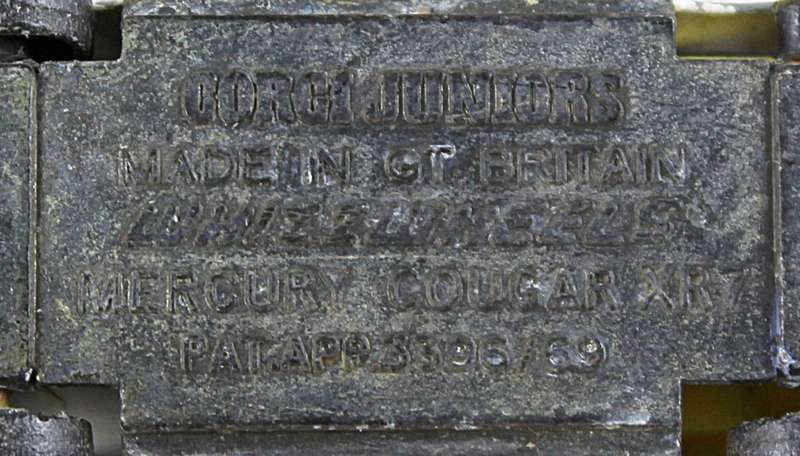 CORGI JUNIORS
MADE IN GT BRITAIN
WHIZZWHEELS
MERCURY COUGAR XR7
PAT.APP.3396/69